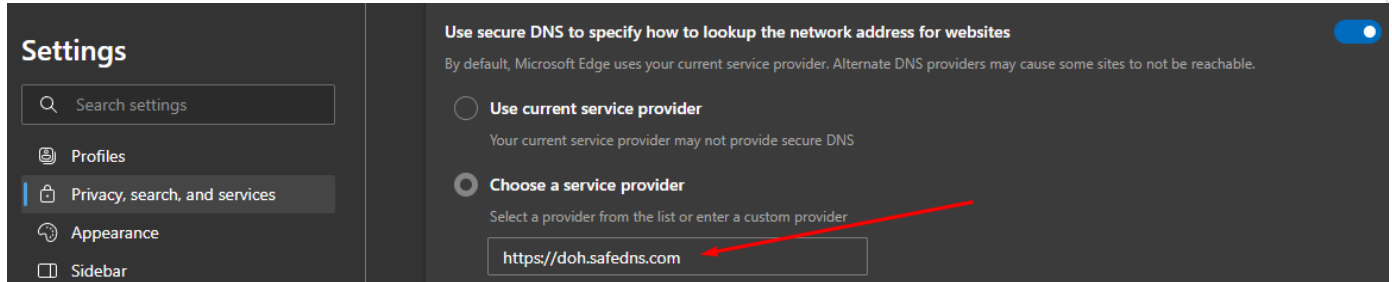 Settings
Search settings
Profiles
Privacy, search, and services
Appearance
Sidebar
Use secure DNS to specify how to lookup the network address for websites
By default, Microsoft Edge uses your current service provider. Alternate DNS providers may cause some sites to not be reachable.
Use current service provider
Your current service provider may not provide secure DNS
Choose a service provider
Select a provider from the list or enter a custom provider
https://doh.safedns.com